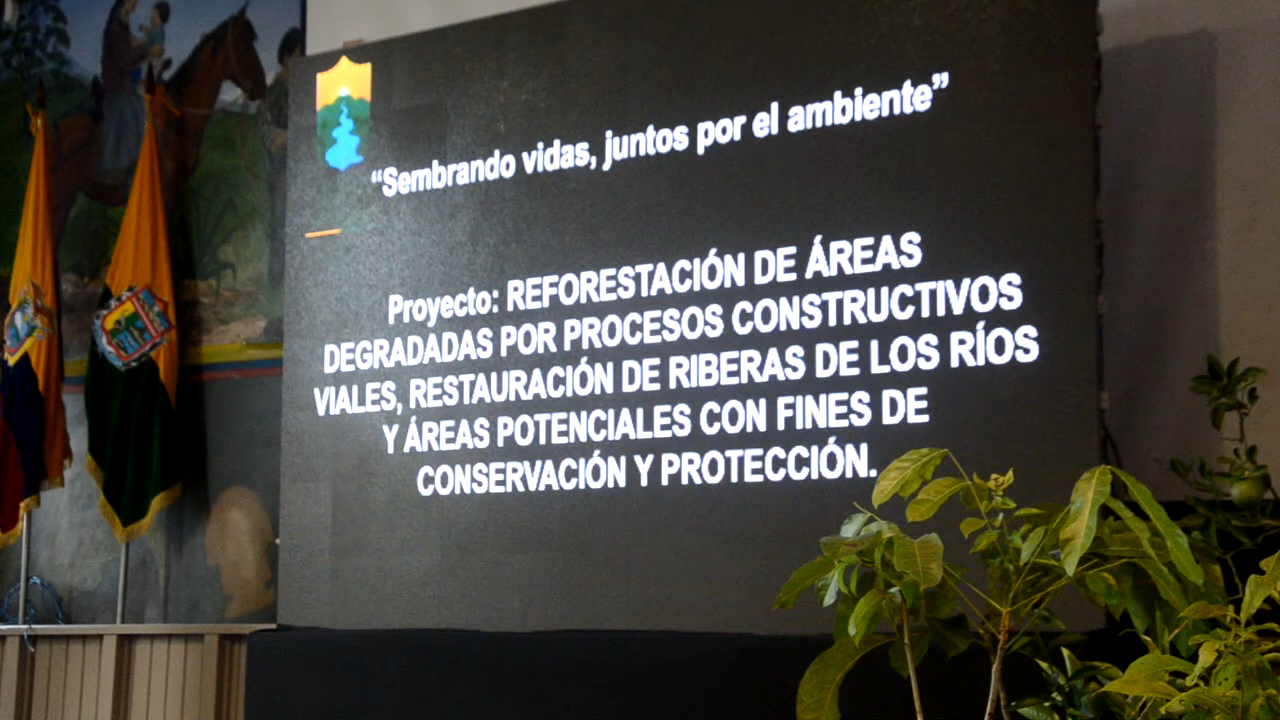 “Sembrando vidas, juntos por el ambiente”
Proyecto: REFORESTACIÓN DE ÁREAS
DEGRADADAS POR PROCESOS CONSTRUCTIVOS
VIALES, RESTAURACIÓN DE RIBERAS DE LOS RÍOS
Y ÁREAS POTENCIALES CON FINES DE
CONSERVACIÓN Y PROTECCIÓN.